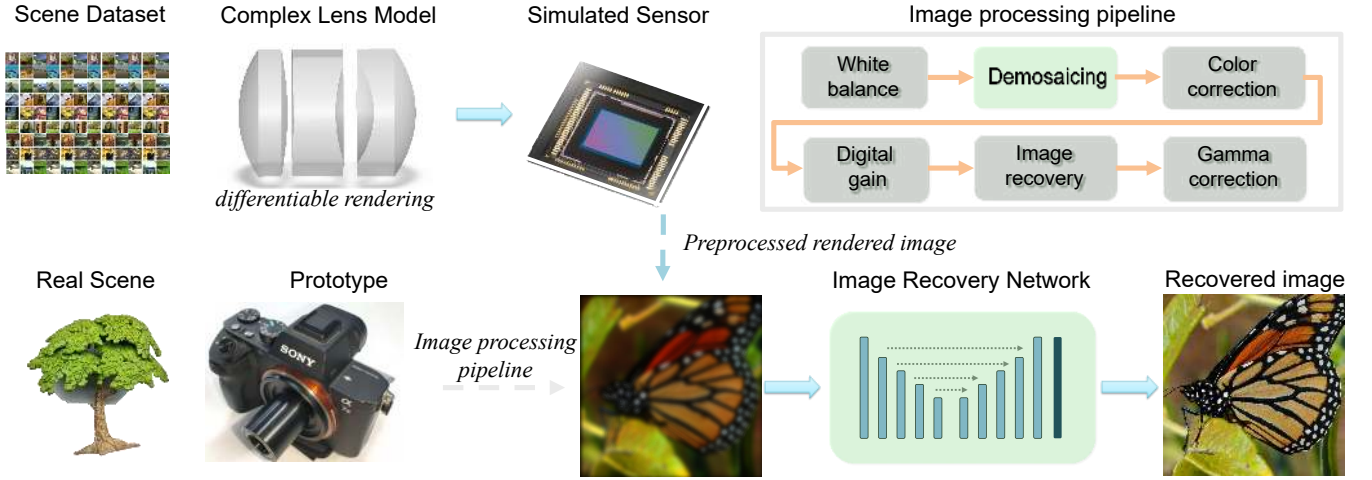 Scene Dataset
Complex Lens Model
Simulated Sensor
Image processing pipeline
White
balance
Demosaicing
Color
correction
Digital
gain
Image
recovery
Gamma
correction
differentiable rendering
Preprocessed rendered image
Real Scene
Prototype
Image Recovery Network
Recovered image
SONY
Image processing
pipeline